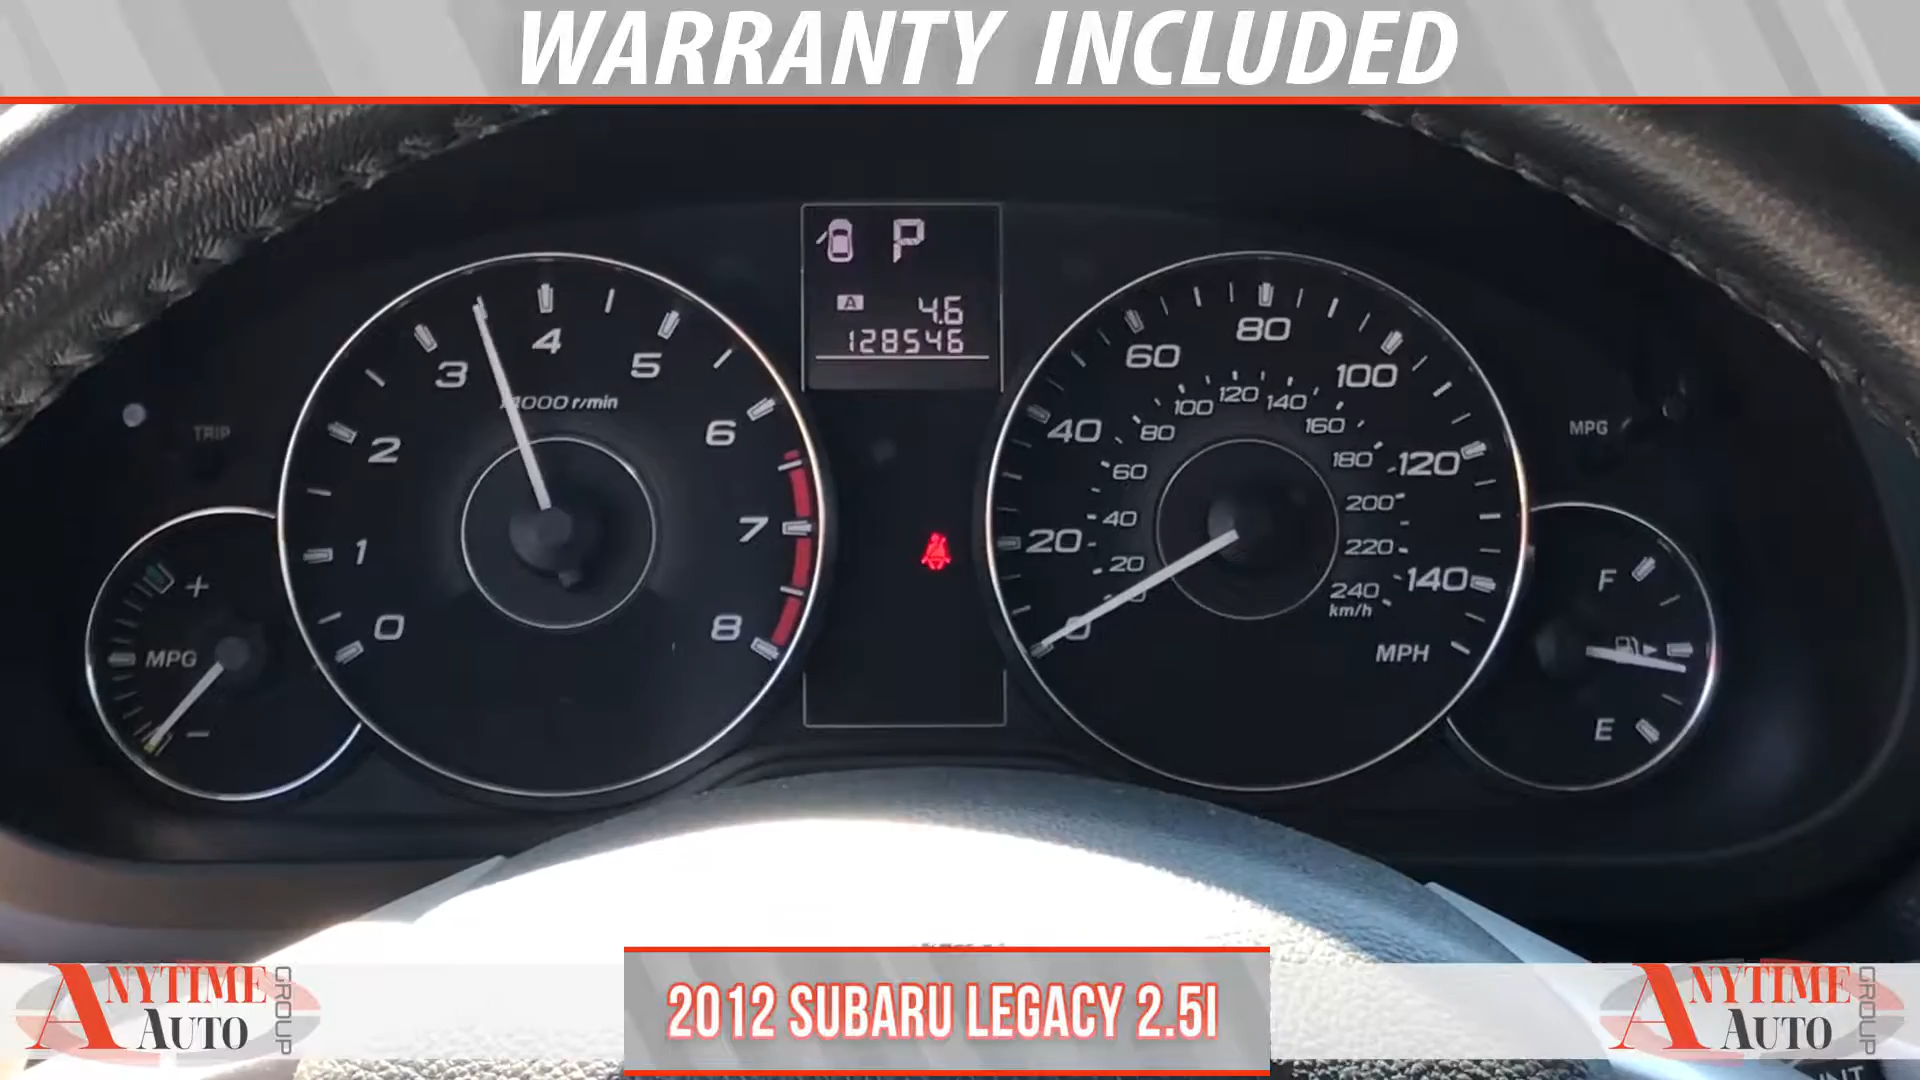 WARRANTY INCLUDED
P
A 4.6
128546
0 1 2 3 4 5 6 7 8
1000 r/min
TRIP
+
MPG
-
0 20 40 60 80 100 120 140
20 40 60 80 100 120 140 160 180 200 220 240
km/h
MPH
MPG
F
E
ANYTIME
AUTO
GROUP
2012 SUBARU LEGACY 2.5I
ANYTIME
AUTO
GROUP